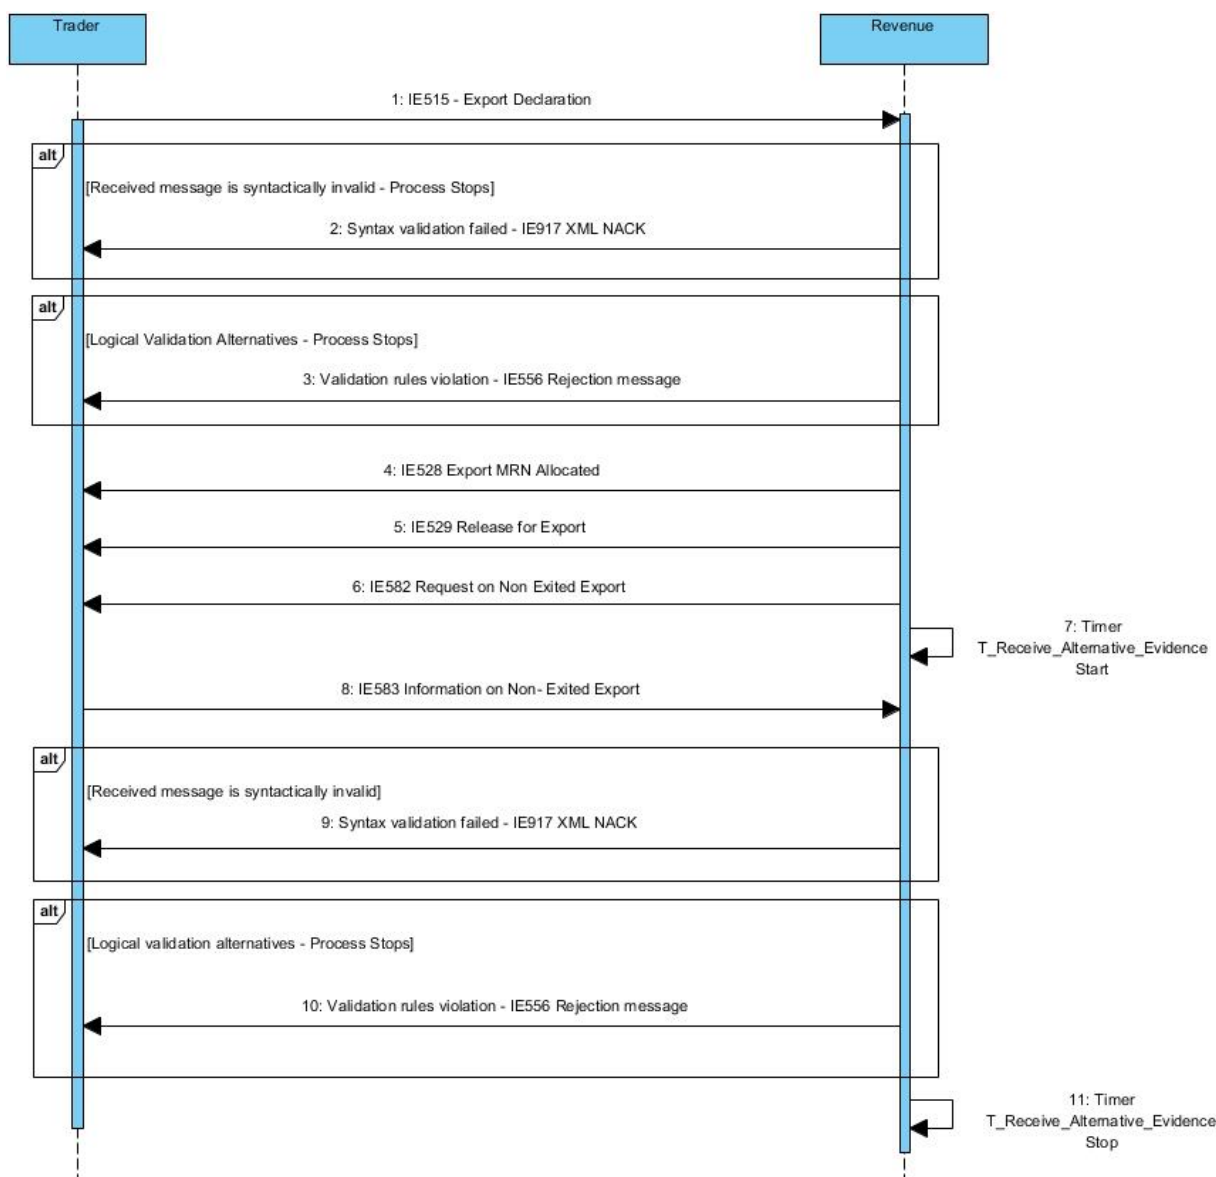 Trader
Revenue
1: IE515 - Export Declaration
alt
[Received message is syntactically invalid - Process Stops]
2: Syntax validation failed - IE917 XML NACK
alt
[Logical Validation Alternatives - Process Stops]
3: Validation rules violation - IE556 Rejection message
4: IE528 Export MRN Allocated
5: IE529 Release for Export
6: IE582 Request on Non Exited Export
7: Timer
T_Receive_Alternative_Evidence
Start
8: IE583 Information on Non- Exited Export
alt
[Received message is syntactically invalid]
9: Syntax validation failed - IE917 XML NACK
alt
[Logical validation alternatives - Process Stops]
10: Validation rules violation - IE556 Rejection message
11: Timer
T_Receive_Alternative_Evidence
Stop